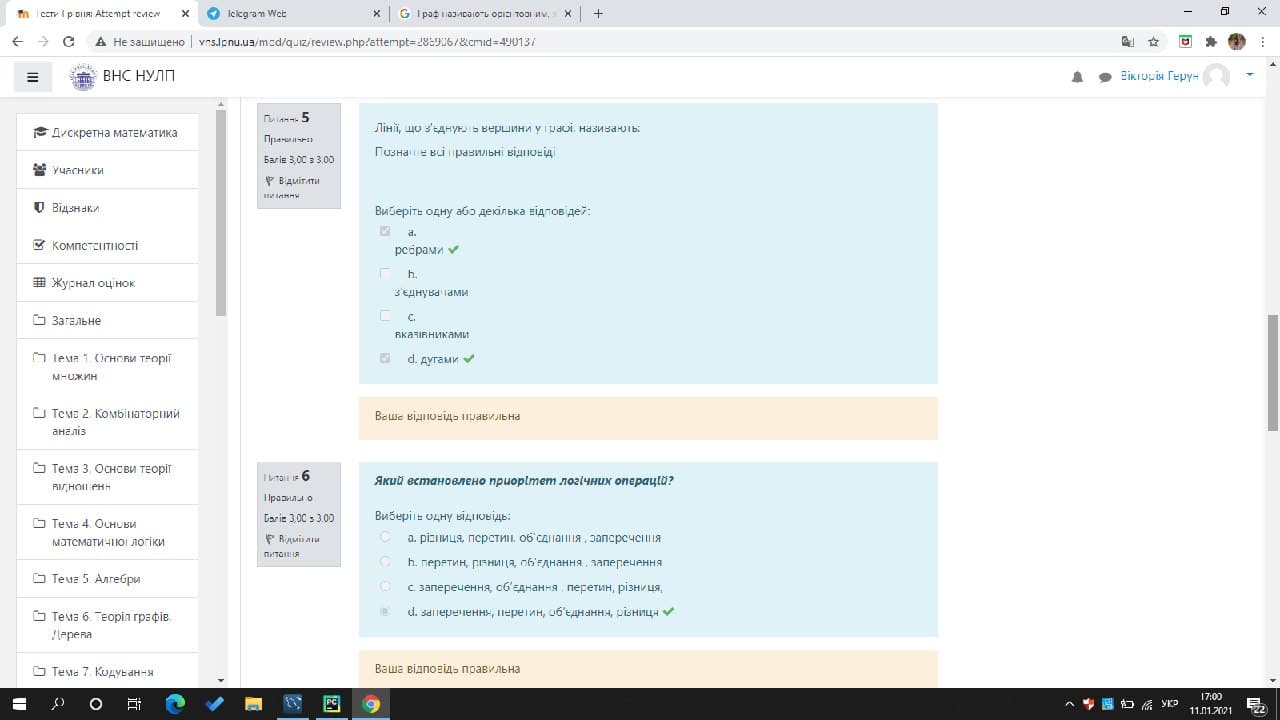 Тести І рівня: Attempt review
Telegram Web
Граф називають орієнтовним, я
Не защищено
vns.lpnu.ua/mod/quiz/review.php?attempt=2869067&cmid=490137
ВНС НУЛП
Вікторія Герун
Дискретна математика
Учасники
Відзнаки
Компетентності
Журнал оцінок
Загальне
Тема 1. Основи теорії
множин
Тема 2. Комбінаторний
аналіз
Тема 3. Основи теорії
відношень
Тема 4. Основи
математичної логіки
Тема 5. Алгебри
Тема 6. Теорія графів.
Дерева
Тема 7. Кодування
Питання 5
Правильно
Балів 3,00 з 3,00
Відмітити
питання
Лінії, що з'єднують вершини у графі, називають:
Позначте всі правильні відповіді
Виберіть одну або декілька відповідей:
a.
ребрами
b.
з'єднувачами
c.
вказівниками
d. дугами
Ваша відповідь правильна
Питання 6
Правильно
Балів 3,00 з 3,00
Відмітити
питання
Який встановлено приорітет логічних операцій?
Виберіть одну відповідь:
a. різниця, перетин, об'єднання , заперечення
b. перетин, різниця, об'єднання , заперечення
c. заперечення, об'єднання , перетин, різниця,
d. заперечення, перетин, об'єднання, різниця
Ваша відповідь правильна
PC
УКР
17:00
11.01.2021
22